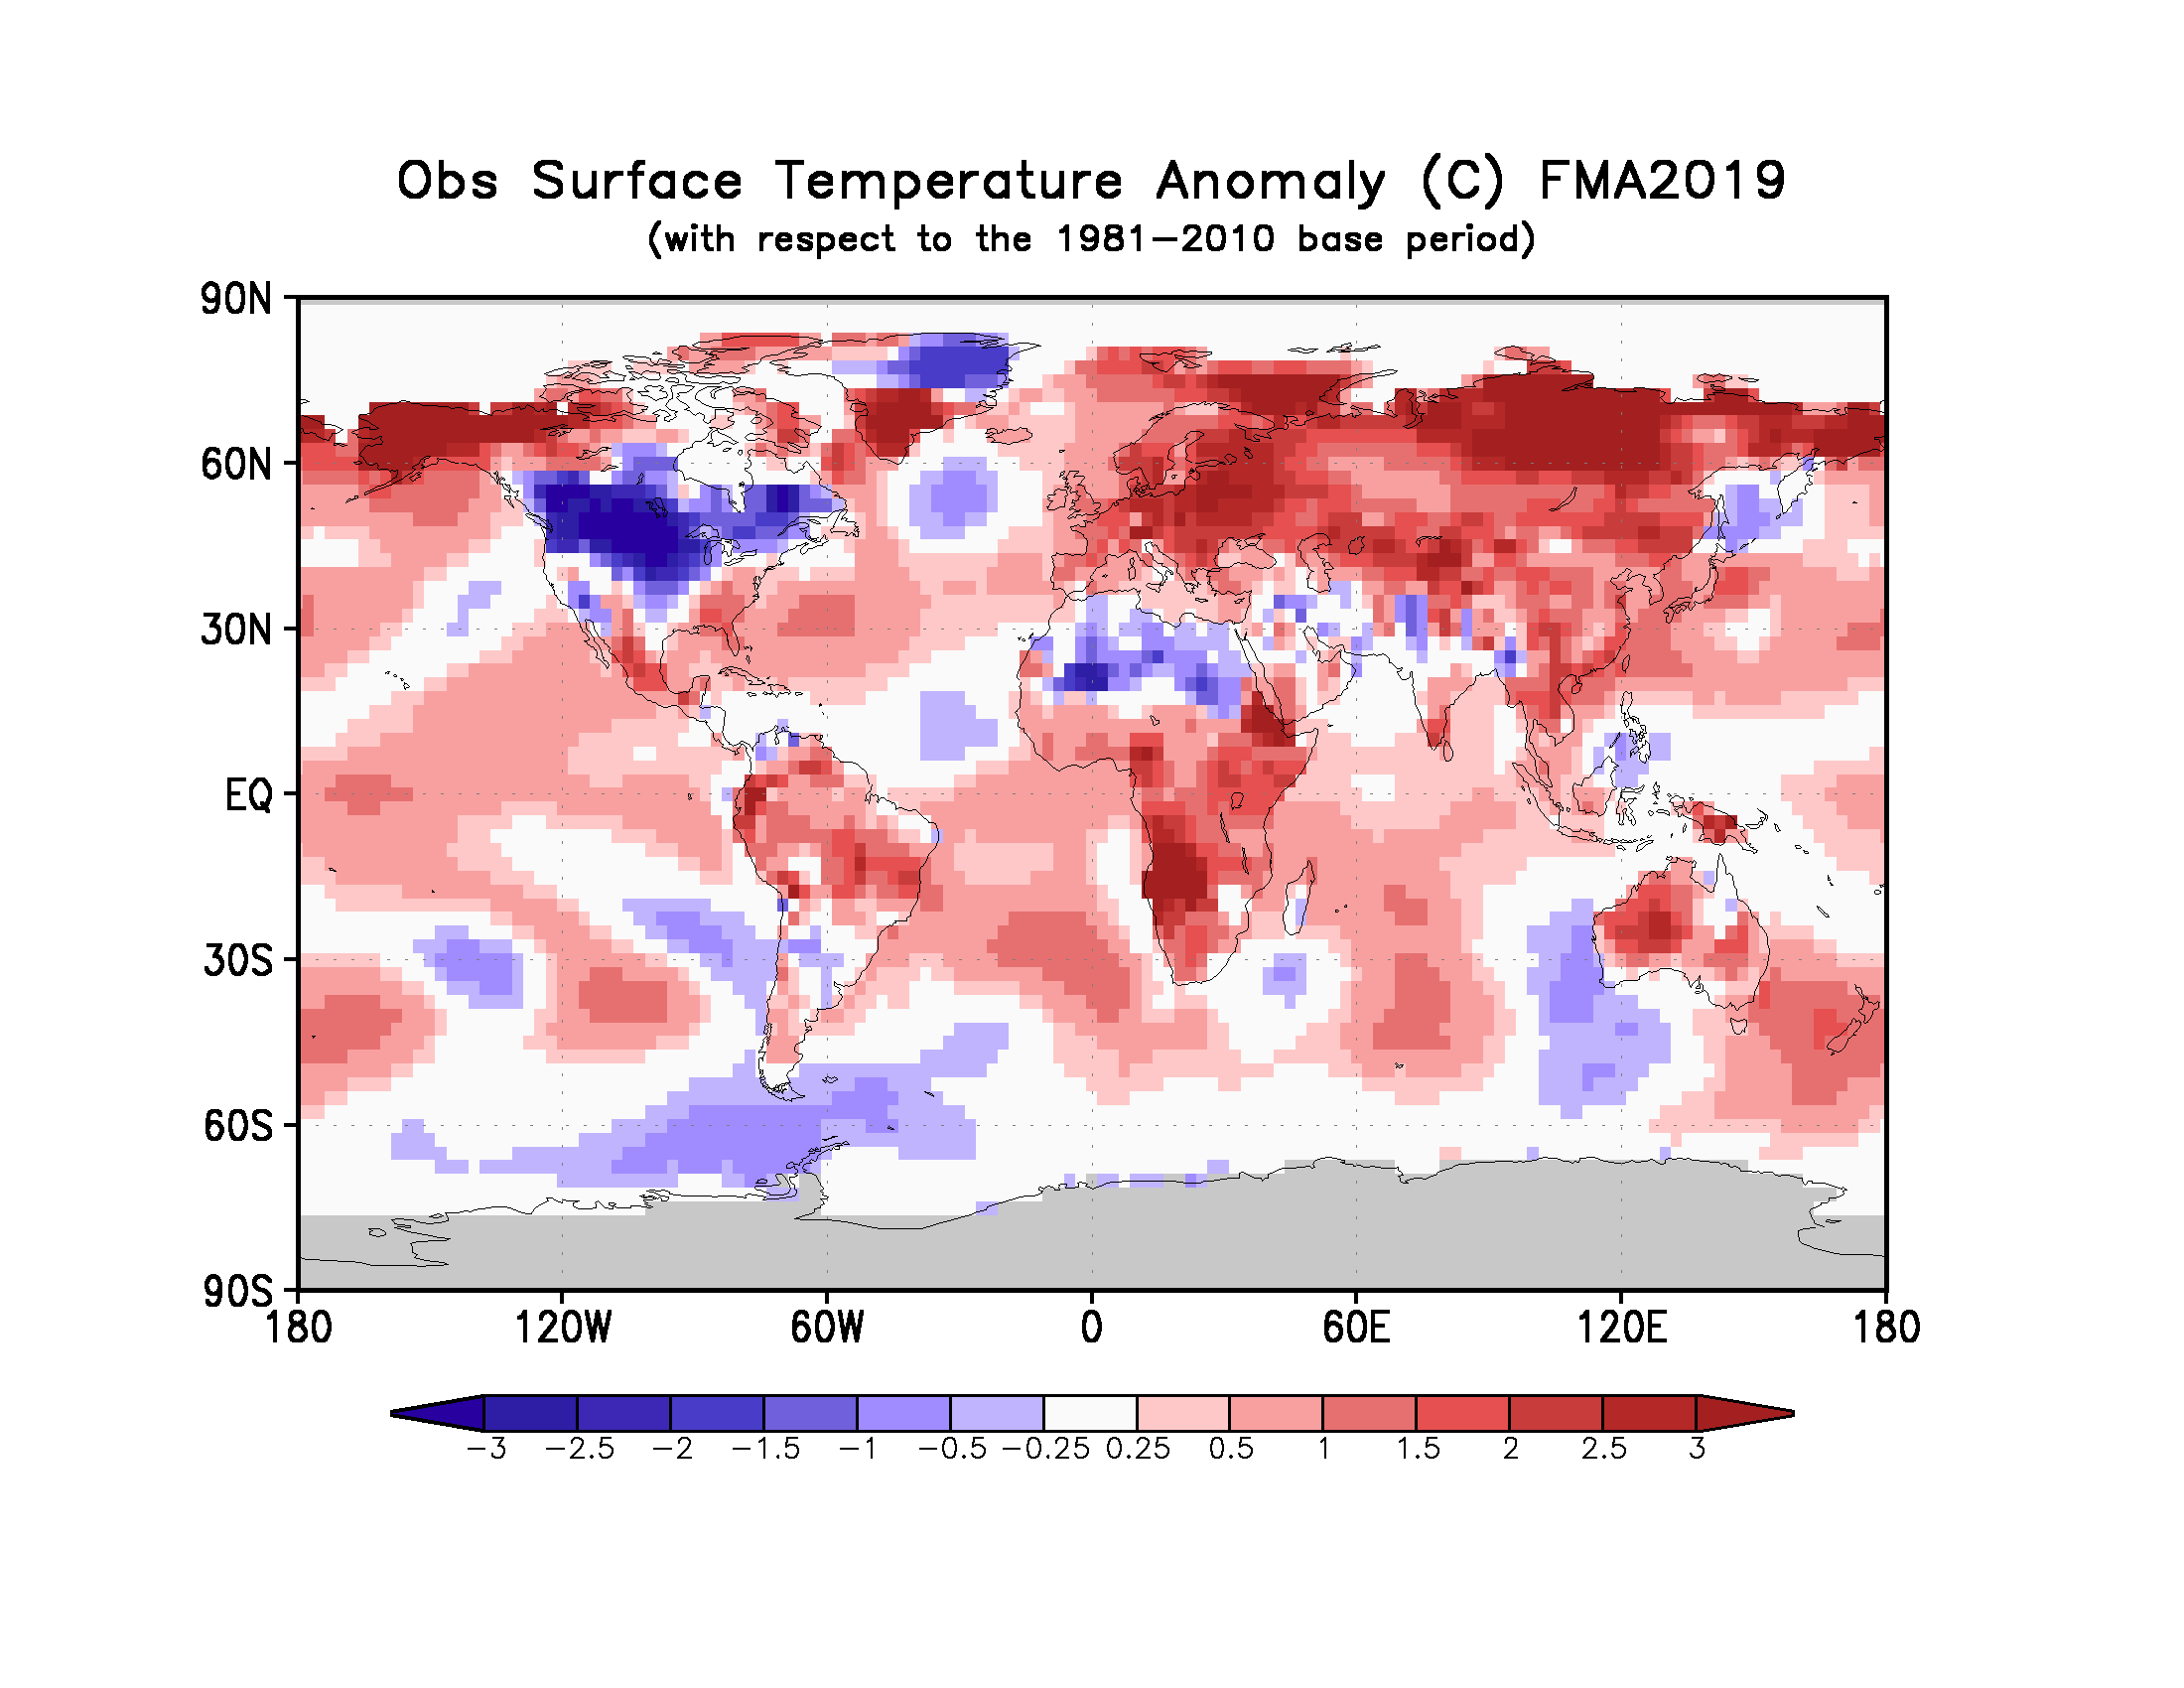 Obs Surface Temperature Anomaly (C) FMA2019
(with respect to the 1981−2010 base period)
90N
60N
30N
EQ
30S
60S
90S
180 120W 60W 0 60E 120E 180
−3 −2.5 −2 −1.5 −1 −0.5 −0.25 0.25 0.5 1 1.5 2 2.5 3